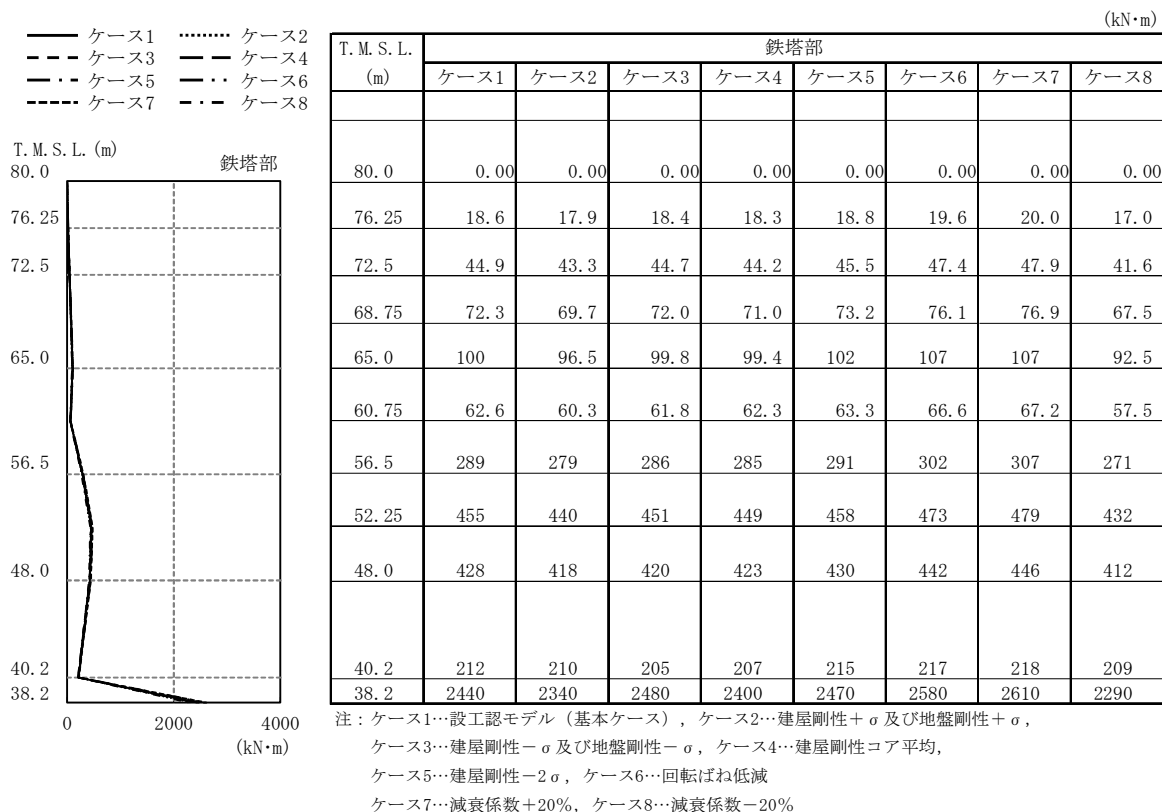 (kN・m)
ケース1 ケース2
ケース3 ケース4
ケース5 ケース6
ケース7 ケース8
T.M.S.L.(m)
鉄塔部
80.0
76.25
72.5
68.75
65.0
60.75
56.5
52.25
48.0
40.2
38.2
0 2000 4000
(kN・m)
T.M.S.L. 鉄塔部
(m) ケース1 ケース2 ケース3 ケース4 ケース5 ケース6 ケース7 ケース8
80.0 0.00 0.00 0.00 0.00 0.00 0.00 0.00 0.00
76.25 18.6 17.9 18.4 18.3 18.8 19.6 20.0 17.0
72.5 44.9 43.3 44.7 44.2 45.5 47.4 47.9 41.6
68.75 72.3 69.7 72.0 71.0 73.2 76.1 76.9 67.5
65.0 100 96.5 99.8 99.4 102 107 107 92.5
60.75 62.6 60.3 61.8 62.3 63.3 66.6 67.2 57.5
56.5 289 279 286 285 291 302 307 271
52.25 455 440 451 449 458 473 479 432
48.0 428 418 420 423 430 442 446 412
40.2 212 210 205 207 215 217 218 209
38.2 2440 2340 2480 2400 2470 2580 2610 2290
注：ケース1…設工認モデル（基本ケース），ケース2…建屋剛性＋σ及び地盤剛性＋σ，
ケース3…建屋剛性－σ及び地盤剛性－σ，ケース4…建屋剛性コア平均，
ケース5…建屋剛性－2σ，ケース6…回転ばね低減
ケース7…減衰係数＋20%，ケース8…減衰係数－20%